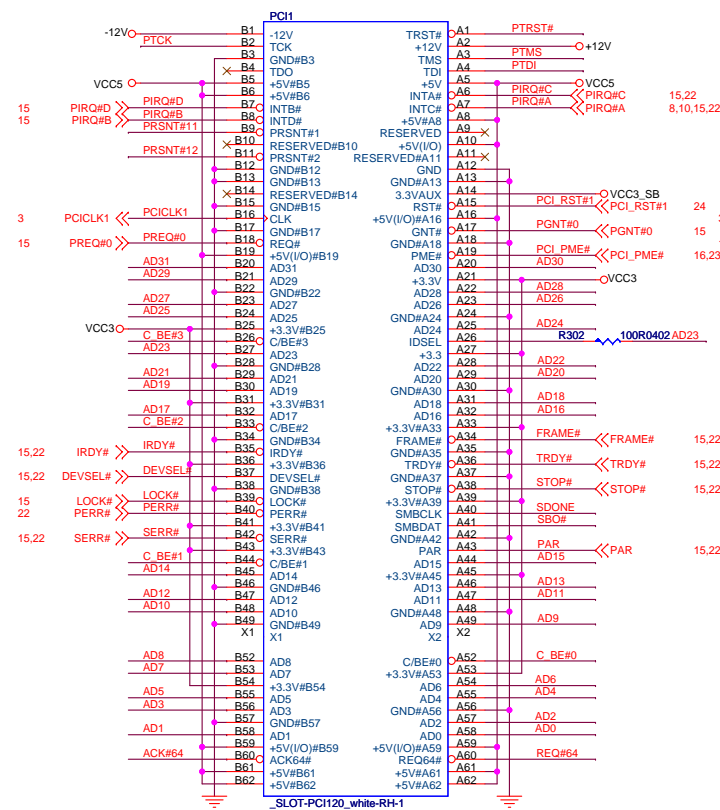 PCI1
-12V B1 -12V TRST# A1 PTRST#
PTCK B2 TCK +12V A2 +12V
B3 GND#B3 TMS A3 PTMS
B4 TDO TDI A4 PTDI
VCC5 B5 +5V#B5 +5V A5 VCC5
B6 +5V#B6 INTA# A6 PIRQ#C PIRQ#C 15,22
15 PIRQ#D PIRQ#D B7 INTB# INTC# A7 PIRQ#A PIRQ#A 8,10,15,22
15 PIRQ#B PIRQ#B B8 INTD# +5V#A8 A8
PRSNT#11 B9 PRSNT#1 RESERVED A9
B10 RESERVED#B10 +5V(I/O) A10
PRSNT#12 B11 PRSNT#2 RESERVED#A11 A11
B12 GND#B12 GND A12
B13 GND#B13 GND#A13 A13
B14 RESERVED#B14 3.3VAUX A14 VCC3_SB
B15 GND#B15 RST# A15 PCI_RST#1 PCI_RST#1 24
3 PCICLK1 PCICLK1 B16 CLK +5V(I/O)#A16 A16
B17 GND#B17 GNT# A17 PGNT#0 PGNT#0 15
15 PREQ#0 PREQ#0 B18 REQ# GND#A18 A18
B19 +5V(I/O)#B19 PME# A19 PCI_PME# PCI_PME# 16,23
AD31 B20 AD31 AD30 A20 AD30
AD29 B21 AD29 +3.3V A21 VCC3
B22 GND#B22 AD28 A22 AD28
AD27 B23 AD27 AD26 A23 AD26
AD25 B24 AD25 GND#A24 A24
VCC3 B25 +3.3V#B25 AD24 A25 AD24
C_BE#3 B26 C/BE#3 IDSEL A26 R302 100R0402 AD23
AD23 B27 AD23 +3.3 A27
B28 GND#B28 AD22 A28 AD22
AD21 B29 AD21 AD20 A29 AD20
AD19 B30 AD19 GND#A30 A30
B31 +3.3V#B31 AD18 A31 AD18
AD17 B32 AD17 AD16 A32 AD16
C_BE#2 B33 C/BE#2 +3.3V#A33 A33
B34 GND#B34 FRAME# A34 FRAME# FRAME# 15,22
15,22 IRDY# IRDY# B35 IRDY# GND#A35 A35
B36 +3.3V#B36 TRDY# A36 TRDY# TRDY# 15,22
15,22 DEVSEL# DEVSEL# B37 DEVSEL# GND#A37 A37
B38 GND#B38 STOP# A38 STOP# STOP# 15,22
15 LOCK# LOCK# B39 LOCK# +3.3V#A39 A39
22 PERR# PERR# B40 PERR# SMBCLK A40 SDONE
B41 +3.3V#B41 SMBDAT A41 SBO#
15,22 SERR# SERR# B42 SERR# GND#A42 A42
B43 +3.3V#B43 PAR A43 PAR PAR 15,22
C_BE#1 B44 C/BE#1 AD15 A44 AD15
AD14 B45 AD14 +3.3V#A45 A45
B46 GND#B46 AD13 A46 AD13
AD12 B47 AD12 AD11 A47 AD11
AD10 B48 AD10 GND#A48 A48
B49 GND#B49 AD9 A49 AD9
X1 X1 X2 X2
AD8 B52 AD8 C/BE#0 A52 C_BE#0
AD7 B53 AD7 +3.3V#A53 A53
B54 +3.3V#B54 AD6 A54 AD6
AD5 B55 AD5 AD4 A55 AD4
AD3 B56 AD3 GND#A56 A56
B57 GND#B57 AD2 A57 AD2
AD1 B58 AD1 AD0 A58 AD0
B59 +5V(I/O)#B59 +5V(I/O)#A59 A59
ACK#64 B60 ACK64# REQ64# A60 REQ#64
B61 +5V#B61 +5V#A61 A61
B62 +5V#B62 +5V#A62 A62
_SLOT-PCI120_white-RH-1